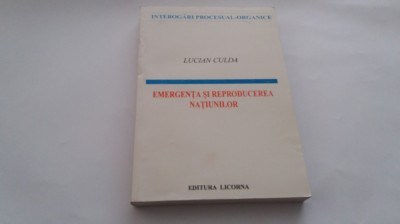 INTEROGĂRI PROCESUAL-ORGANICE
LUCIAN CULDA
EMERGENȚA ȘI REPRODUCEREA
NAȚIUNILOR
EDITURA LICORNA